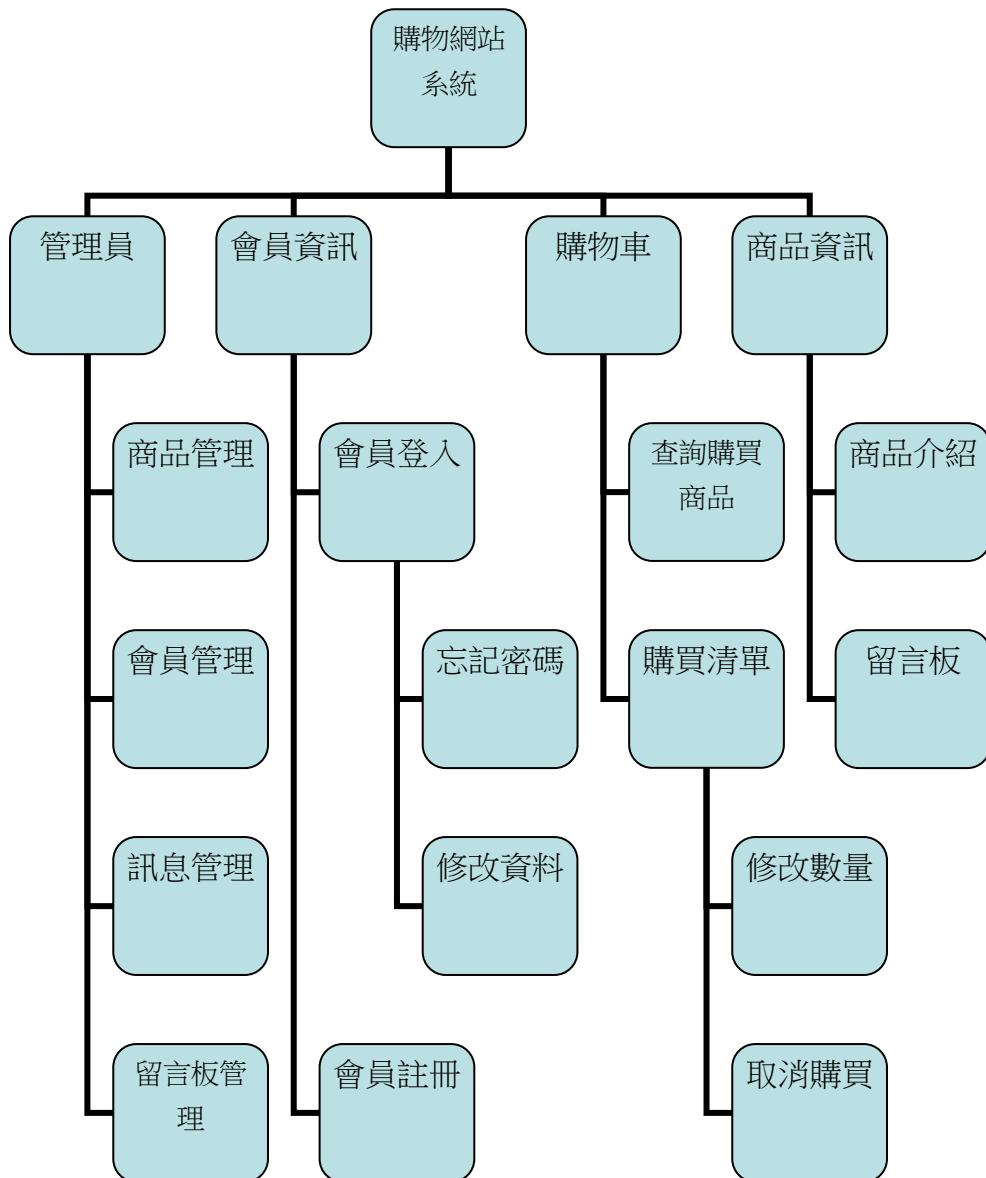 購物網站
系統
管理員
會員資訊
購物車
商品資訊
商品管理
會員登入
查詢購買
商品
商品介紹
會員管理
忘記密碼
購買清單
留言板
訊息管理
修改資料
修改數量
留言板管
理
會員註冊
取消購買